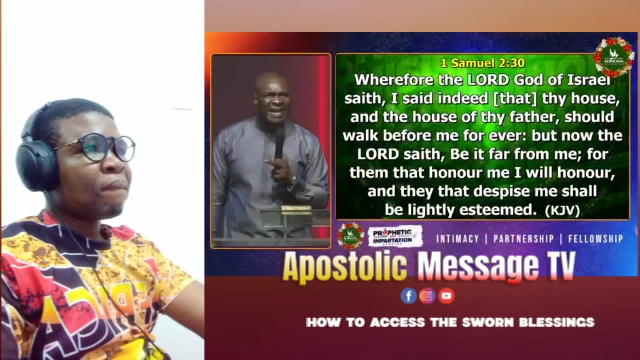 1 Samuel 2:30
Wherefore the LORD God of Israel
saith, I said indeed [that] thy house,
and the house of thy father, should
walk before me for ever: but now the
LORD saith, Be it far from me; for
them that honour me I will honour,
and they that despise me shall
be lightly esteemed. (KJV)
PROPHETIC
IMPARTATION
INTIMACY | PARTNERSHIP | FELLOWSHIP
Apostolic Message TV
HOW TO ACCESS THE SWORN BLESSINGS